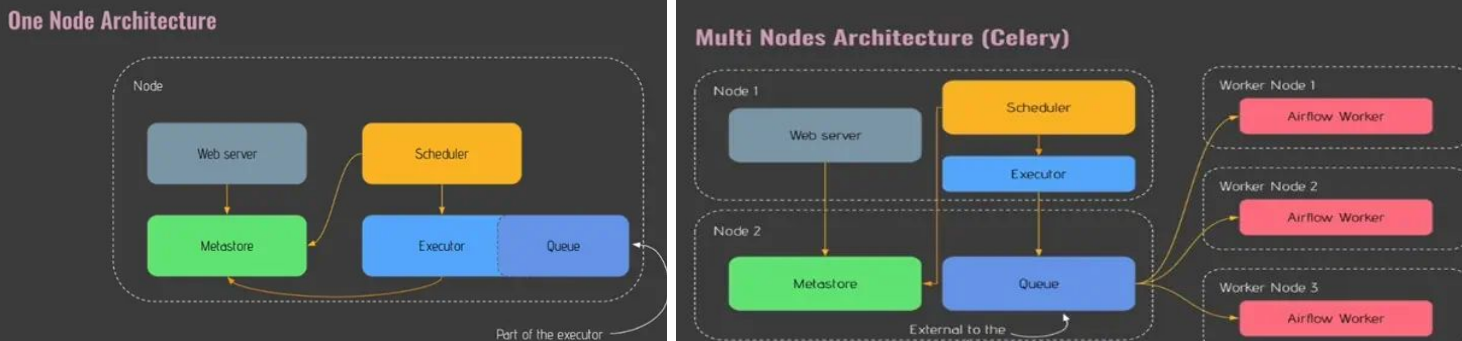 One Node Architecture
Node
Web server
Scheduler
Metastore
Executor
Queue
Part of the executor
Multi Nodes Architecture (Celery)
Node 1
Web server
Scheduler
Executor
Node 2
Metastore
Queue
External to the
Worker Node 1
Airflow Worker
Worker Node 2
Airflow Worker
Worker Node 3
Airflow Worker